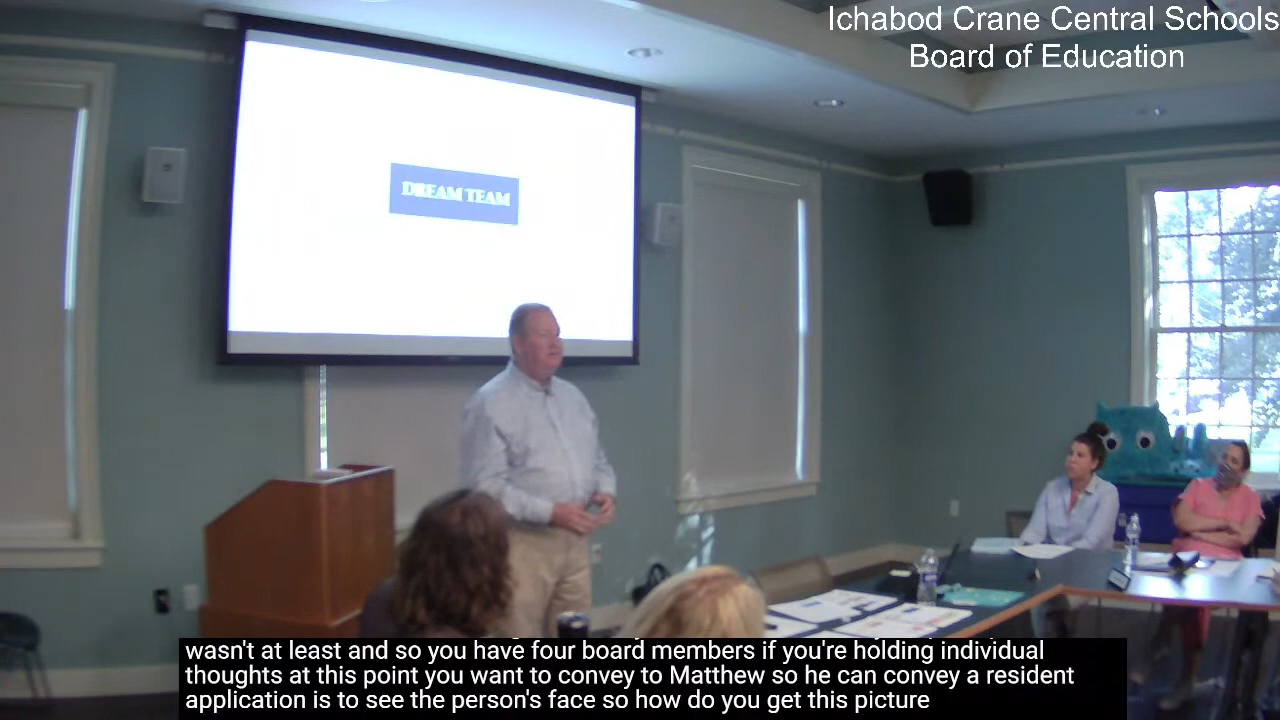 Ichabod Crane Central Schools
Board of Education
DREAM TEAM
wasn't at least and so you have four board members if you're holding individual
thoughts at this point you want to convey to Matthew so he can convey a resident
application is to see the person's face so how do you get this picture